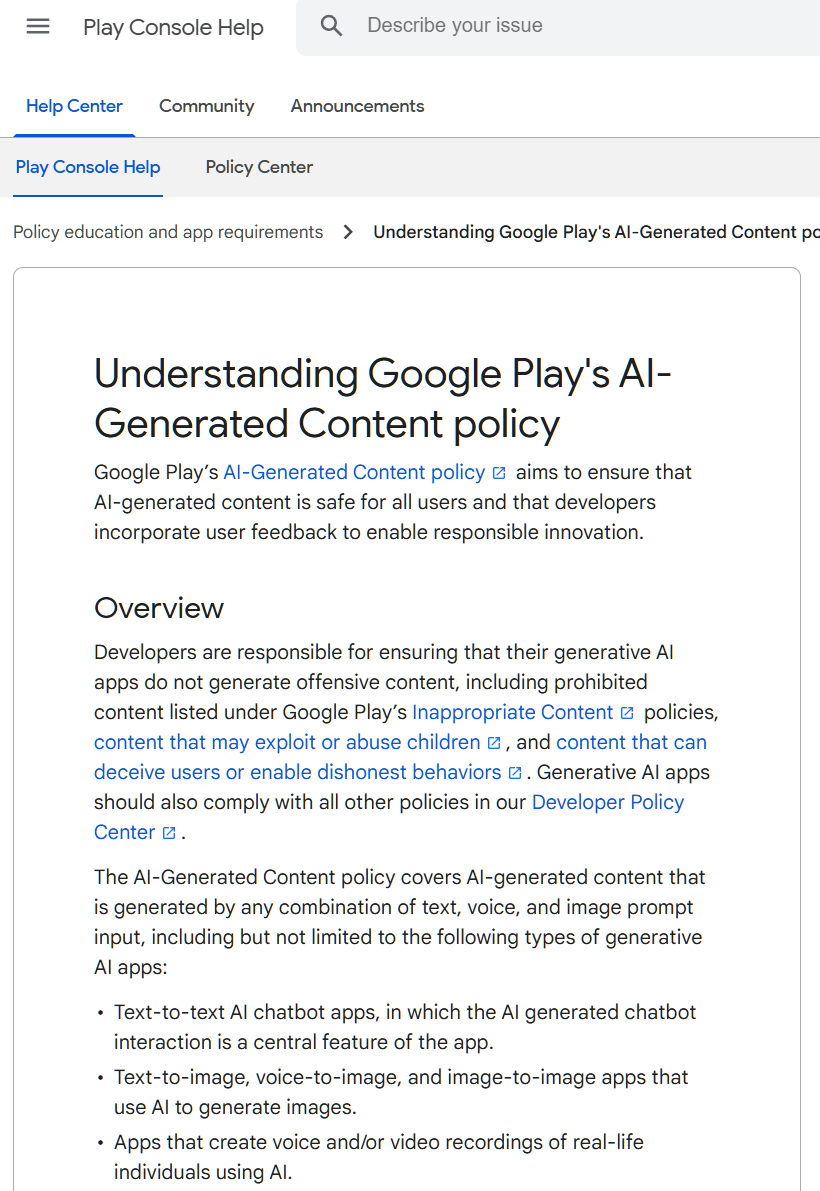 Play Console Help
Describe your issue
Help Center Community Announcements
Play Console Help Policy Center
Policy education and app requirements Understanding Google Play's AI-Generated Content po
Understanding Google Play's AI-
Generated Content policy
Google Play’s AI-Generated Content policy aims to ensure that
AI-generated content is safe for all users and that developers
incorporate user feedback to enable responsible innovation.
Overview
Developers are responsible for ensuring that their generative AI
apps do not generate offensive content, including prohibited
content listed under Google Play’s Inappropriate Content policies,
content that may exploit or abuse children , and content that can
deceive users or enable dishonest behaviors . Generative AI apps
should also comply with all other policies in our Developer Policy
Center .
The AI-Generated Content policy covers AI-generated content that
is generated by any combination of text, voice, and image prompt
input, including but not limited to the following types of generative
AI apps:
• Text-to-text AI chatbot apps, in which the AI generated chatbot
interaction is a central feature of the app.
• Text-to-image, voice-to-image, and image-to-image apps that
use AI to generate images.
• Apps that create voice and/or video recordings of real-life
individuals using AI.